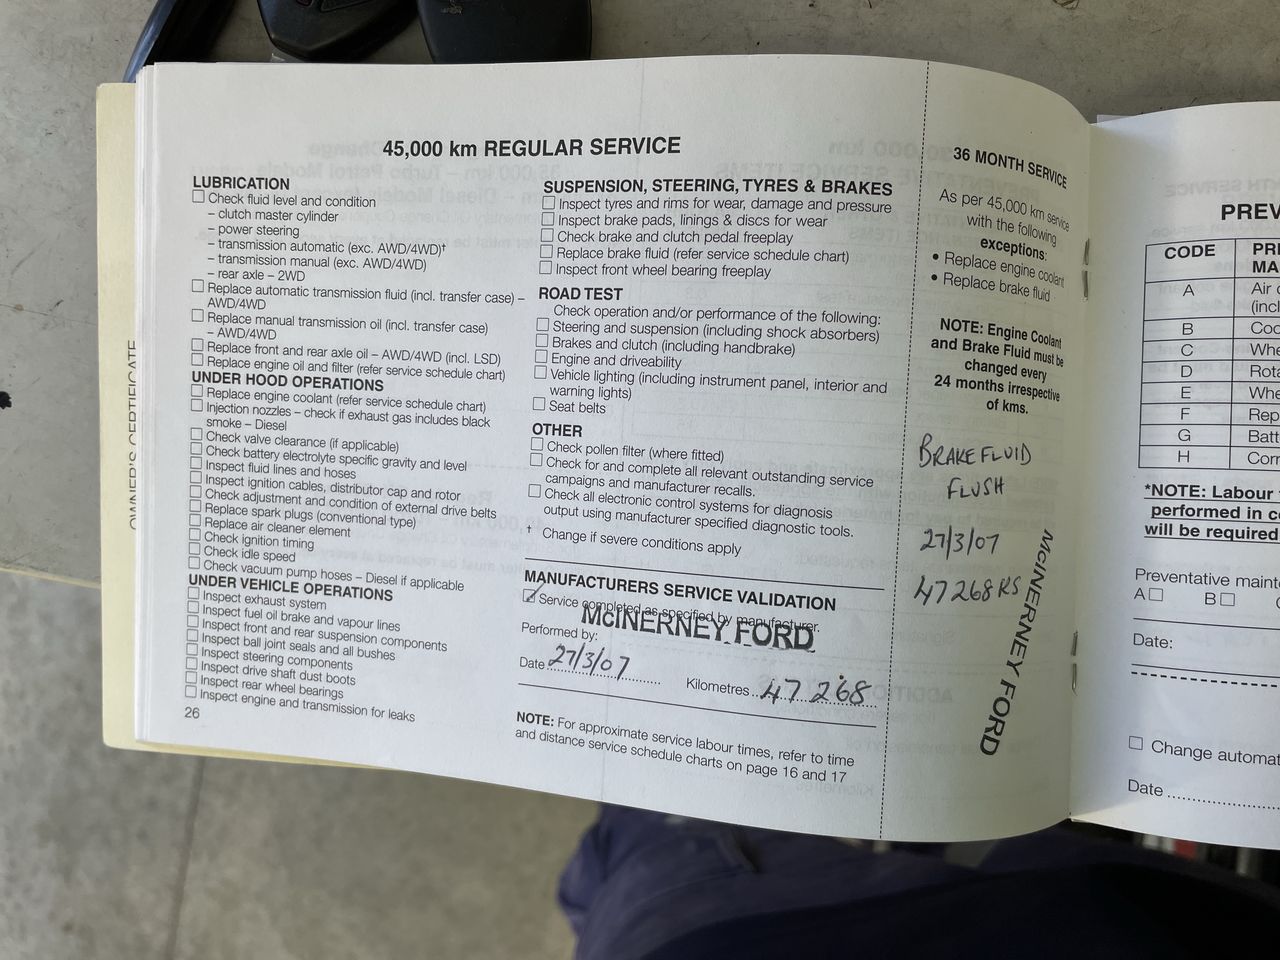 45,000 km REGULAR SERVICE
LUBRICATION
Check fluid level and condition
– clutch master cylinder
– power steering
– transmission automatic (exc. AWD/4WD)†
– transmission manual (exc. AWD/4WD)
– rear axle – 2WD
Replace automatic transmission fluid (incl. transfer case) –
AWD/4WD
Replace manual transmission oil (incl. transfer case)
– AWD/4WD
Replace front and rear axle oil – AWD/4WD (incl. LSD)
Replace engine oil and filter (refer service schedule chart)
UNDER HOOD OPERATIONS
Replace engine coolant (refer service schedule chart)
Injection nozzles – check if exhaust gas includes black
smoke – Diesel
Check valve clearance (if applicable)
Check battery electrolyte specific gravity and level
Inspect fluid lines and hoses
Inspect ignition cables, distributor cap and rotor
Check adjustment and condition of external drive belts
Replace spark plugs (conventional type)
Replace air cleaner element
Check ignition timing
Check idle speed
Check vacuum pump hoses – Diesel if applicable
UNDER VEHICLE OPERATIONS
Inspect exhaust system
Inspect fuel oil brake and vapour lines
Inspect front and rear suspension components
Inspect ball joint seals and all bushes
Inspect steering components
Inspect drive shaft dust boots
Inspect rear wheel bearings
Inspect engine and transmission for leaks
26
SUSPENSION, STEERING, TYRES & BRAKES
Inspect tyres and rims for wear, damage and pressure
Inspect brake pads, linings & discs for wear
Check brake and clutch pedal freeplay
Replace brake fluid (refer service schedule chart)
Inspect front wheel bearing freeplay
ROAD TEST
Check operation and/or performance of the following:
Steering and suspension (including shock absorbers)
Brakes and clutch (including handbrake)
Engine and driveability
Vehicle lighting (including instrument panel, interior and
warning lights)
Seat belts
OTHER
Check pollen filter (where fitted)
Check for and complete all relevant outstanding service
campaigns and manufacturer recalls.
Check all electronic control systems for diagnosis
output using manufacturer specified diagnostic tools.
† Change if severe conditions apply
MANUFACTURERS SERVICE VALIDATION
Service completed as specified by manufacturer.
McINERNEY FORD
Performed by:
Date 27/3/07
Kilometres 47 268
NOTE: For approximate service labour times, refer to time
and distance service schedule charts on page 16 and 17
36 MONTH SERVICE
As per 45,000 km service
with the following
exceptions:
• Replace engine coolant
• Replace brake fluid
NOTE: Engine Coolant
and Brake Fluid must be
changed every
24 months irrespective
of kms.
BRAKE FLUID
FLUSH
27/3/07
47268 KS
McINERNEY FORD
OWNER'S CERTIFICATE
PREV
CODE PRE
MA
A Air c
(incl
B Coo
C Whe
D Rota
E Whe
F Rep
G Batt
H Com
*NOTE: Labour
performed in co
will be required
Preventative mainte
A B
Date:
Change automat
Date